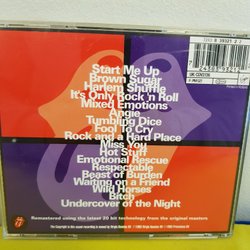 Start Me Up
Brown Sugar
Harlem Shuffle
It's Only Rock 'n Roll
Mixed Emotions
Angie
Tumbling Dice
Fool To Cry
Rock and a Hard Place
Miss You
Hot Stuff
Emotional Rescue
Respectable
Beast of Burden
Waiting on a Friend
Wild Horses
Bitch
Undercover of the Night
Remastered using the latest 20 bit technology from the original masters